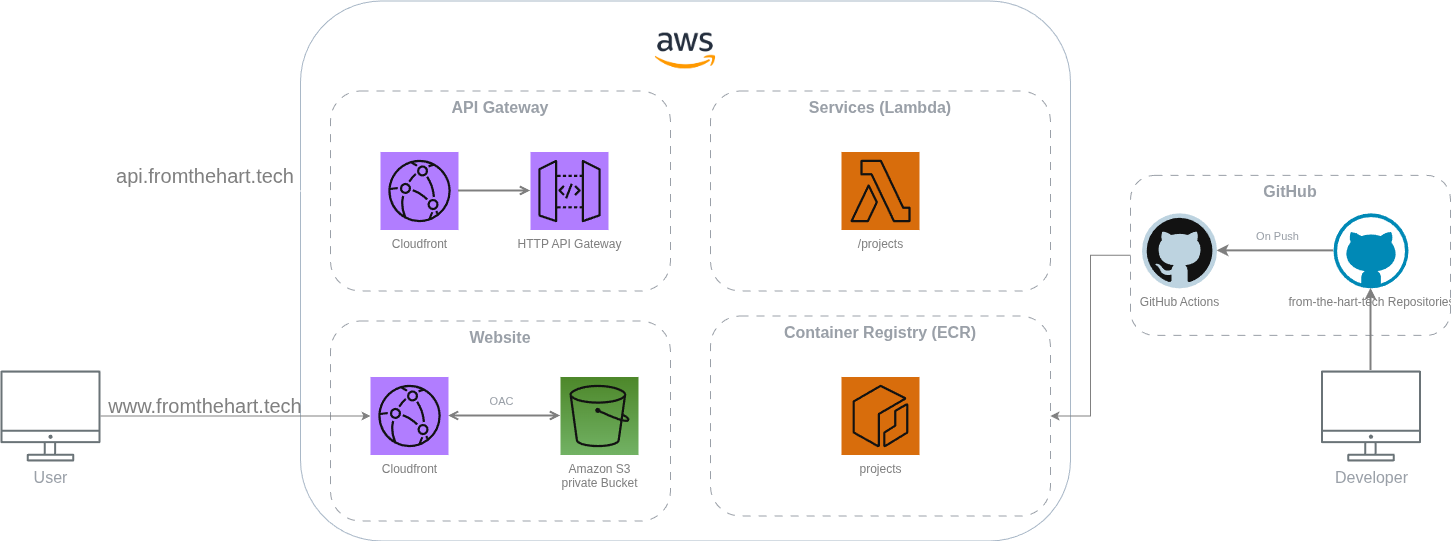 aws
API Gateway
Services (Lambda)
api.fromthehart.tech
Cloudfront
HTTP API Gateway
/projects
GitHub
On Push
GitHub Actions
from-the-hart-tech Repositories
Website
Container Registry (ECR)
www.fromthehart.tech
OAC
Cloudfront
Amazon S3
private Bucket
projects
User
Developer